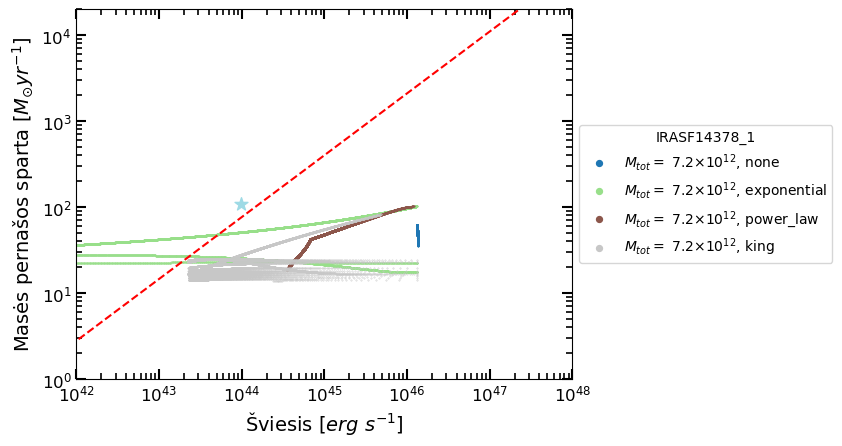 Masės pernašos sparta [M⊙yr⁻¹]
10⁴
10³
10²
10¹
10⁰
10⁴² 10⁴³ 10⁴⁴ 10⁴⁵ 10⁴⁶ 10⁴⁷ 10⁴⁸
Šviesis [erg s⁻¹]
IRASF14378_1
M_tot = 7.2×10¹², none
M_tot = 7.2×10¹², exponential
M_tot = 7.2×10¹², power_law
M_tot = 7.2×10¹², king